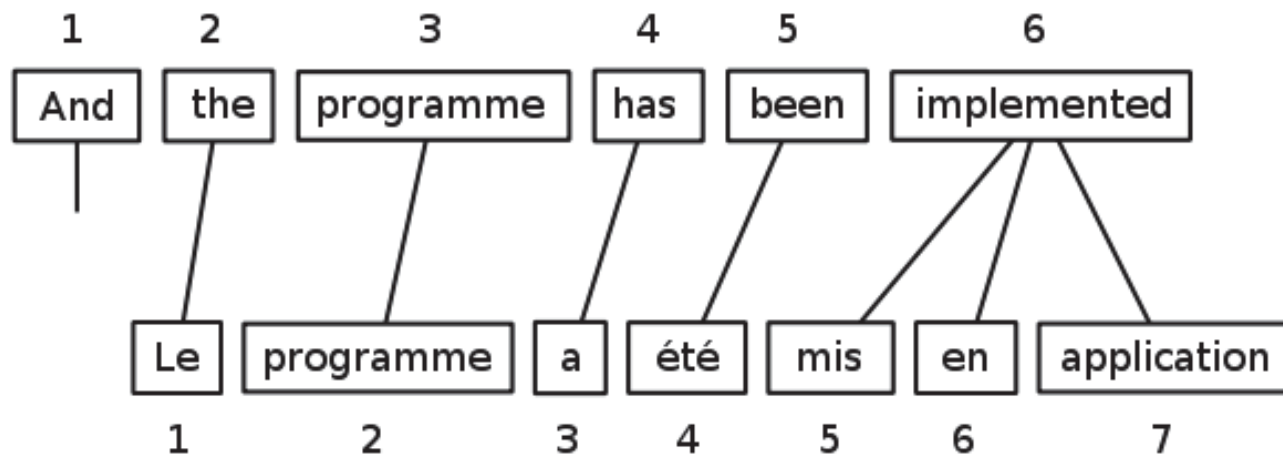 1 2 3 4 5 6
And the programme has been implemented
Le programme a été mis en application
1 2 3 4 5 6 7